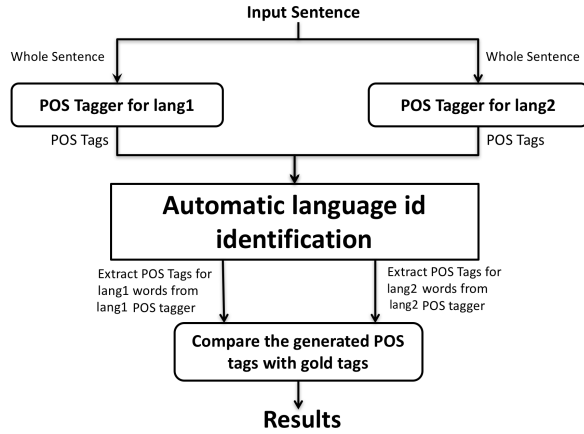 Input Sentence
Whole Sentence
Whole Sentence
POS Tagger for lang1
POS Tagger for lang2
POS Tags
POS Tags
Automatic language id
identification
Extract POS Tags for
lang1 words from
lang1 POS tagger
Extract POS Tags for
lang2 words from
lang2 POS tagger
Compare the generated POS
tags with gold tags
Results